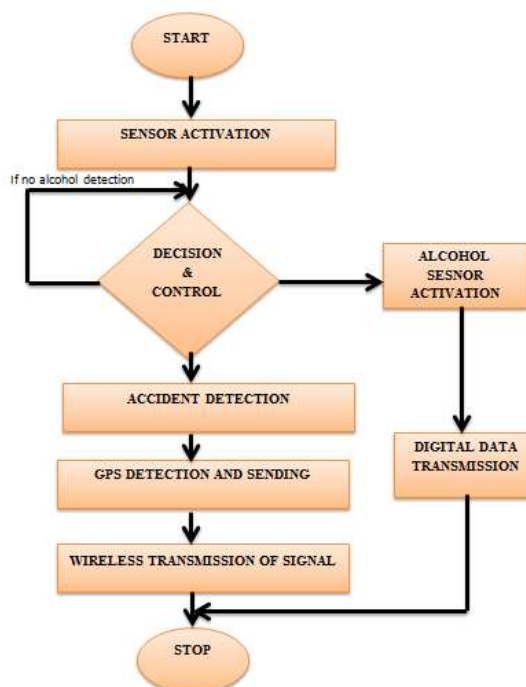 START
SENSOR ACTIVATION
If no alcohol detection
DECISION
&
CONTROL
ALCOHOL
SESNOR
ACTIVATION
ACCIDENT DETECTION
DIGITAL DATA
TRANSMISSION
GPS DETECTION AND SENDING
WIRELESS TRANSMISSION OF SIGNAL
STOP